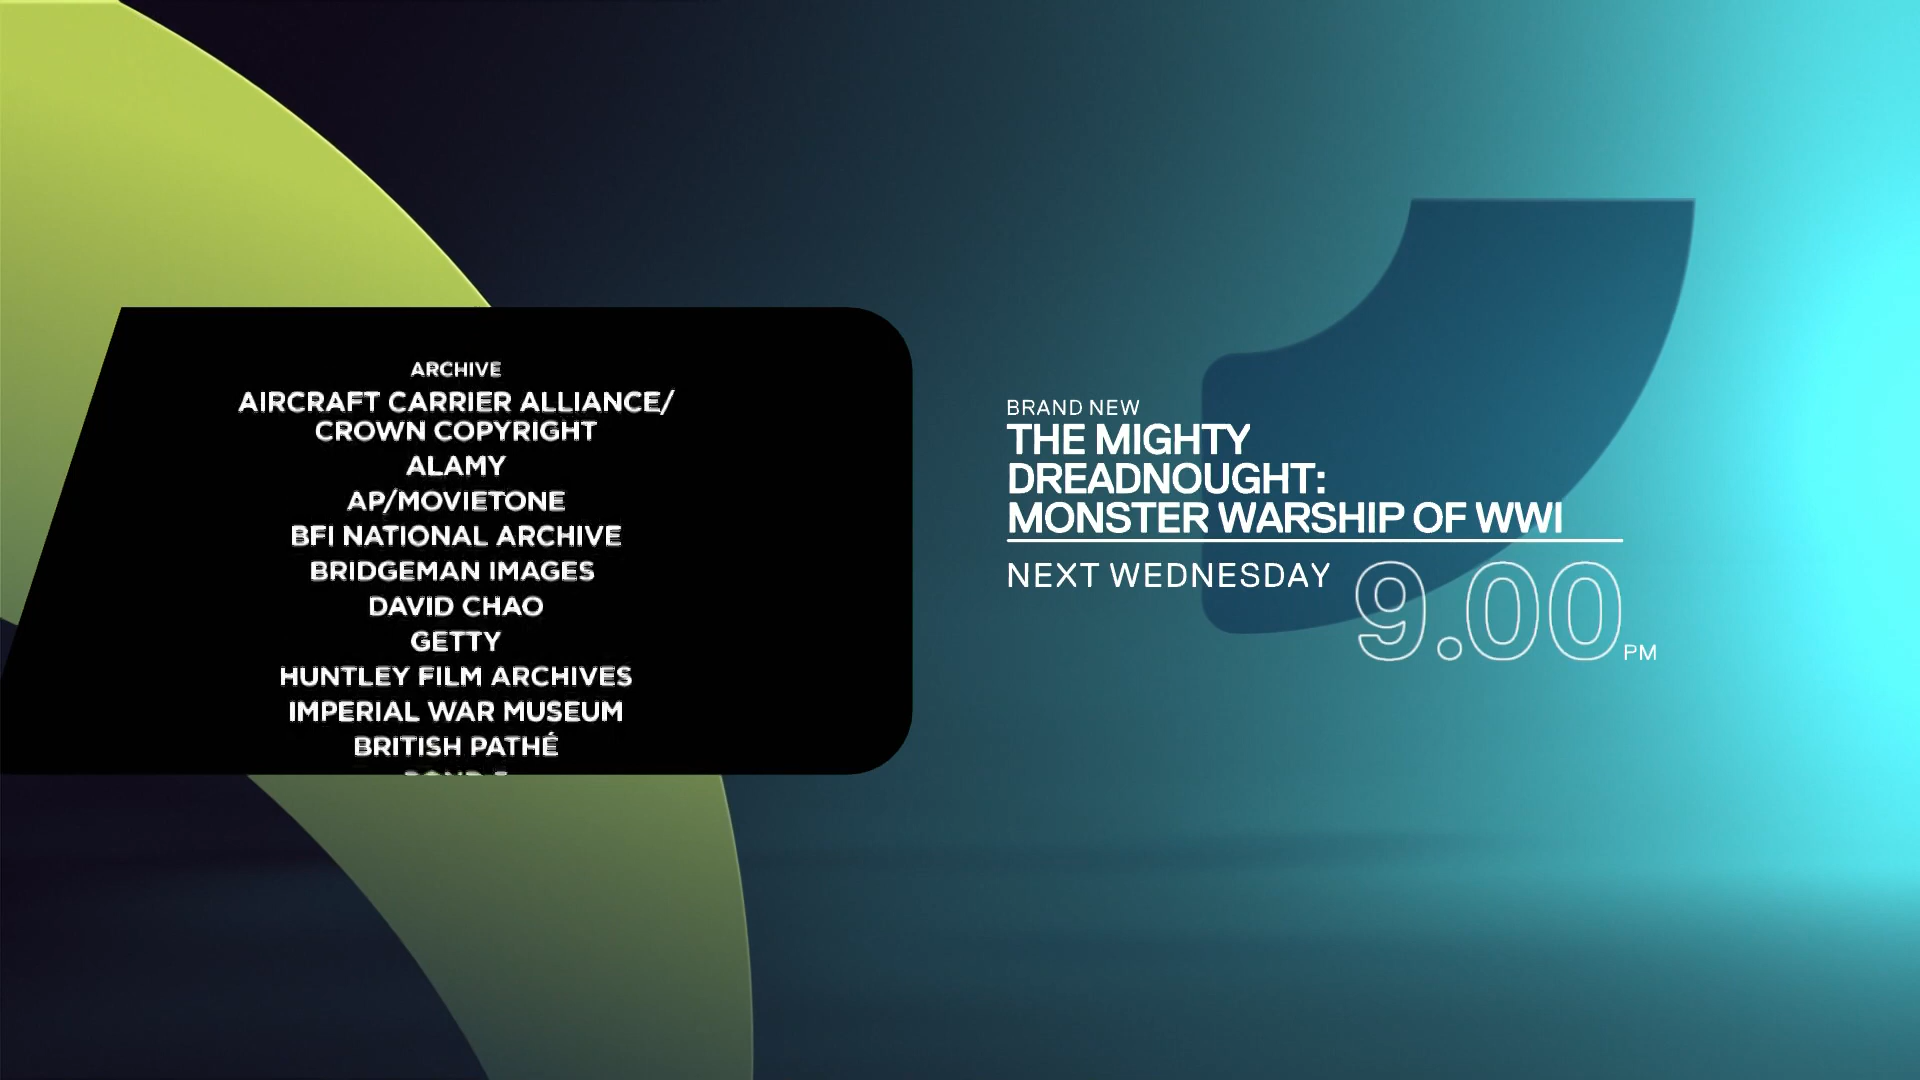 ARCHIVE
AIRCRAFT CARRIER ALLIANCE/
CROWN COPYRIGHT
ALAMY
AP/MOVIETONE
BFI NATIONAL ARCHIVE
BRIDGEMAN IMAGES
DAVID CHAO
GETTY
HUNTLEY FILM ARCHIVES
IMPERIAL WAR MUSEUM
BRITISH PATHÉ
BRAND NEW
THE MIGHTY
DREADNOUGHT:
MONSTER WARSHIP OF WWI
NEXT WEDNESDAY 9.00 PM